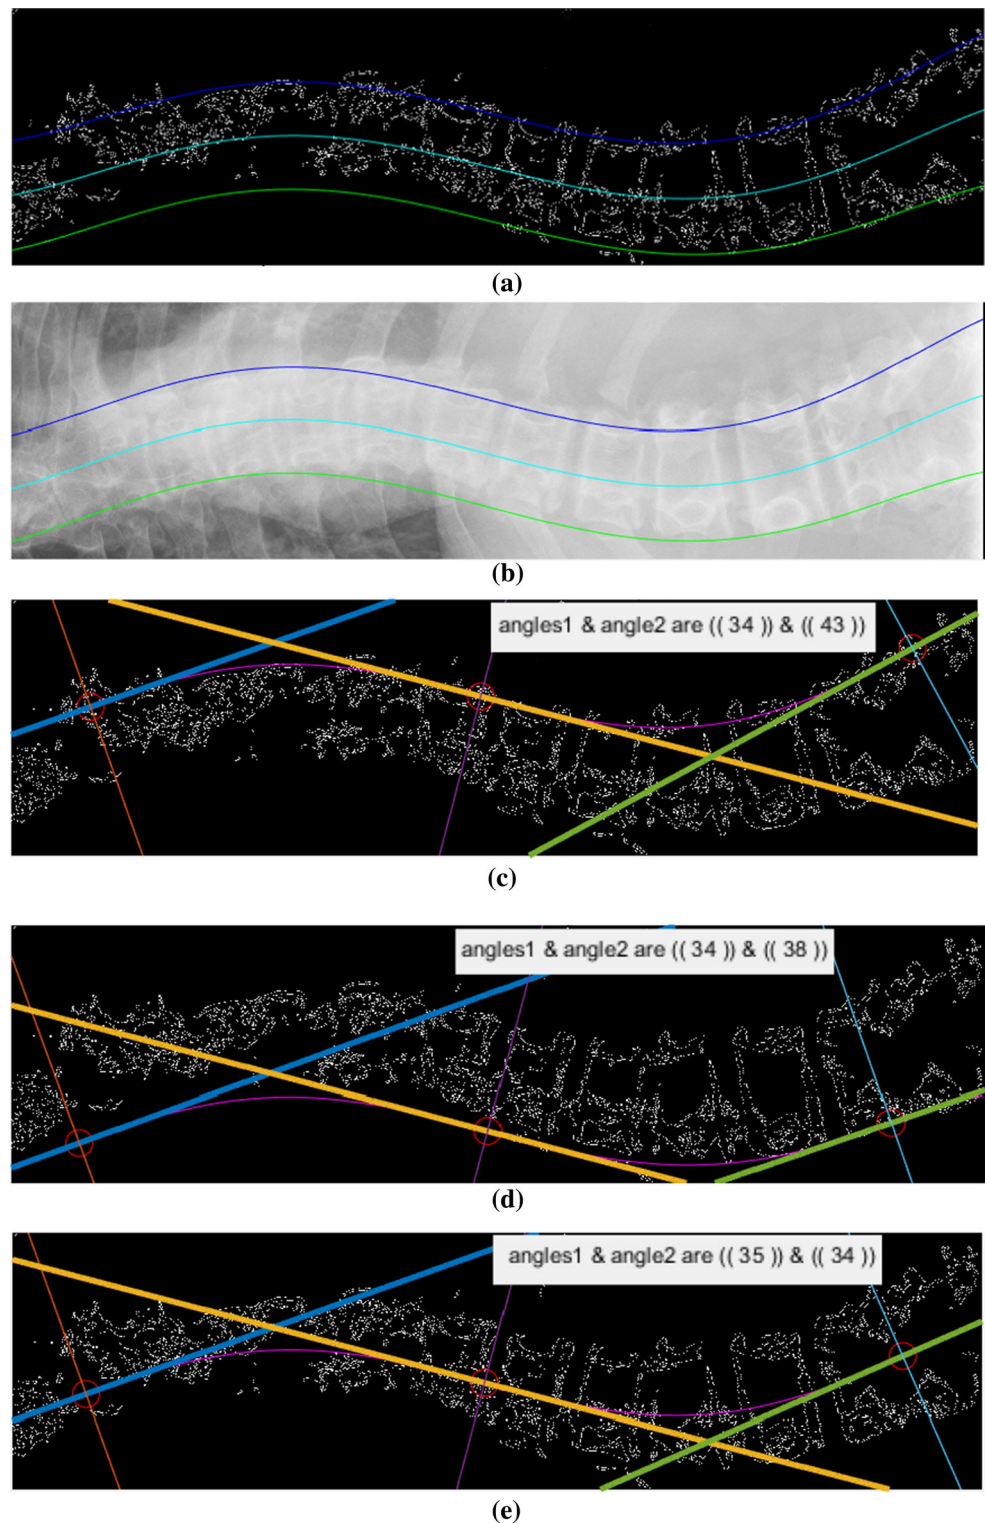 (a)
(b)
angles1 & angle2 are (( 34 )) & (( 43 ))
(c)
angles1 & angle2 are (( 34 )) & (( 38 ))
(d)
angles1 & angle2 are (( 35 )) & (( 34 ))
(e)